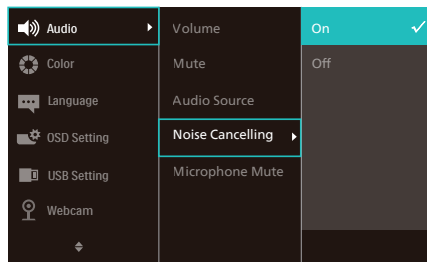 Audio
Color
Language
OSD Setting
USB Setting
Webcam
Volume
Mute
Audio Source
Noise Cancelling
Microphone Mute
On
Off